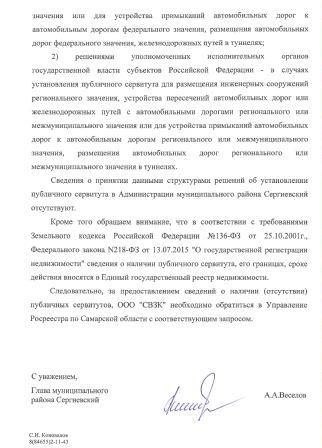 значения или для устройства примыканий автомобильных дорог к
автомобильным дорогам федерального значения, размещения автомобильных
дорог федерального значения, железнодорожных путей в туннелях;
2) решениями уполномоченных исполнительных органов
государственной власти субъектов Российской Федерации - в случаях
установления публичного сервитута для размещения инженерных сооружений
регионального значения, устройства пересечений автомобильных дорог или
железнодорожных путей с автомобильными дорогами регионального или
межмуниципального значения или для устройства примыканий автомобильных
дорог к автомобильным дорогам регионального или межмуниципального
значения, размещения автомобильных дорог регионального или
межмуниципального значения в туннелях.
Сведения о принятии данными структурами решений об установлении
публичного сервитута в Администрации муниципального района Сергиевский
отсутствуют.
Кроме того обращаем внимание, что в соответствии с требованиями
Земельного кодекса Российской Федерации №136-ФЗ от 25.10.2001г.,
Федерального закона N218-ФЗ от 13.07.2015 "О государственной регистрации
недвижимости" сведения о наличии публичного сервитута, его границах, сроке
действия вносятся в Единый государственный реестр недвижимости.
Следовательно, за предоставлением сведений о наличии (отсутствии)
публичных сервитутов, ООО "СВЗК" необходимо обратиться в Управление
Росреестра по Самарской области с соответствующим запросом.
С уважением,
Глава муниципального
района Сергиевский
А.А.Веселов
С.И. Коновалов
8(84655)2-11-43